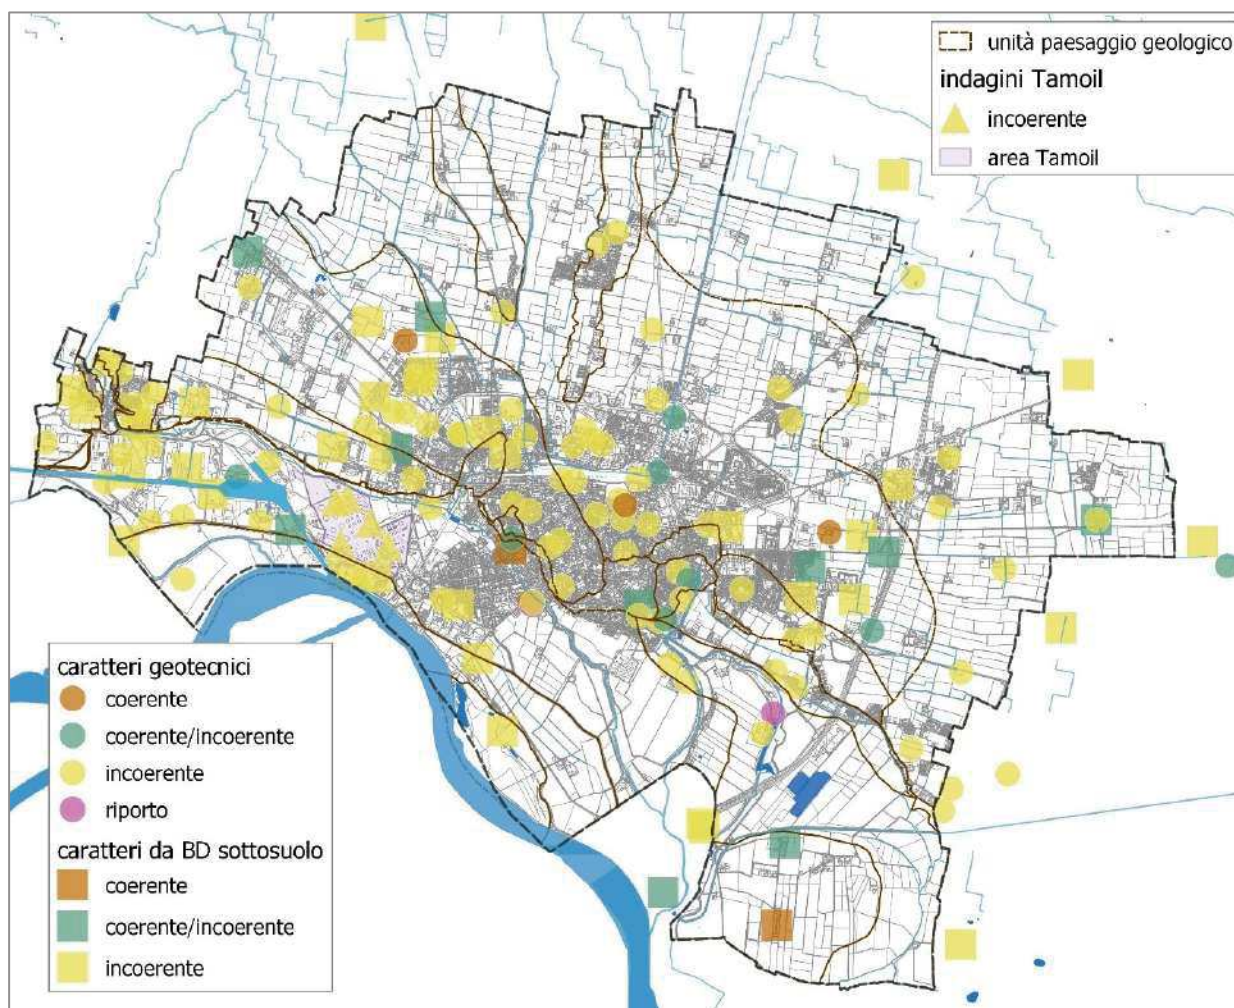 unità paesaggio geologico
indagini Tamoil
incoerente
area Tamoil
caratteri geotecnici
coerente
coerente/incoerente
incoerente
riporto
caratteri da BD sottosuolo
coerente
coerente/incoerente
incoerente